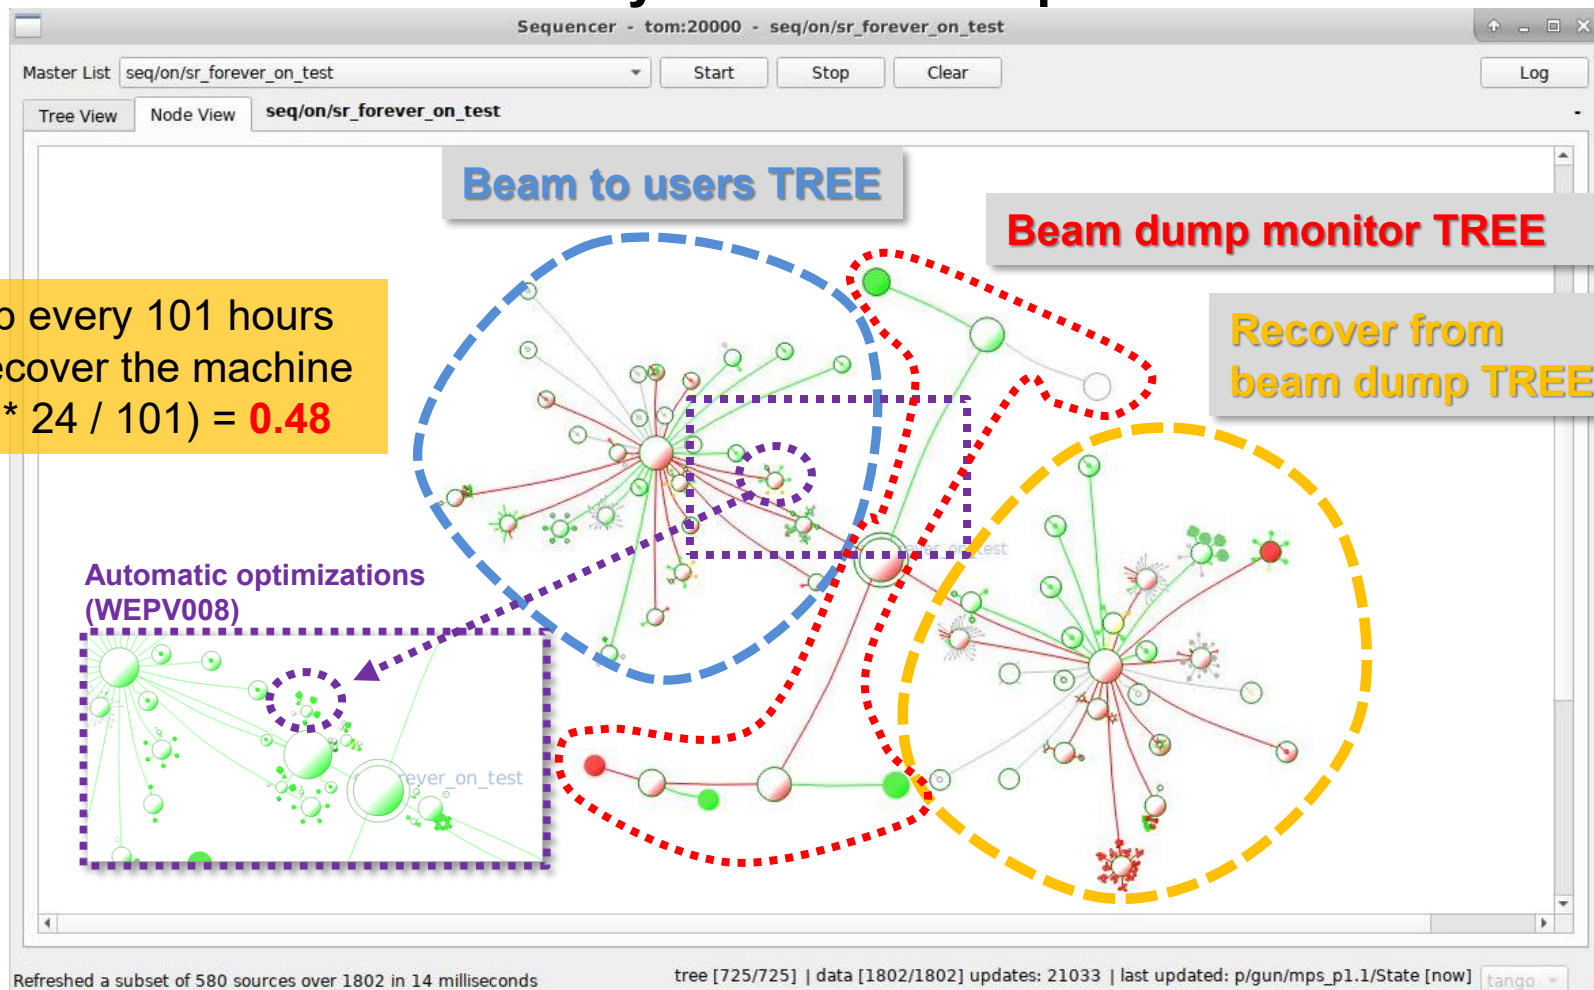 Sequencer - tom:20000 - seq/on/sr_forever_on_test
Master List seq/on/sr_forever_on_test Start Stop Clear Log
Tree View Node View seq/on/sr_forever_on_test -
Beam to users TREE
Beam dump monitor TREE
every 101 hours
Recover from
ecover the machine
beam dump TREE
* 24 / 101) = 0.48
ever_on_test
Automatic optimizations
(WEPV008)
rever_on_test
Refreshed a subset of 580 sources over 1802 in 14 milliseconds
tree [725/725] | data [1802/1802] updates: 21033 | last updated: p/gun/mps_p1.1/State [now] tango